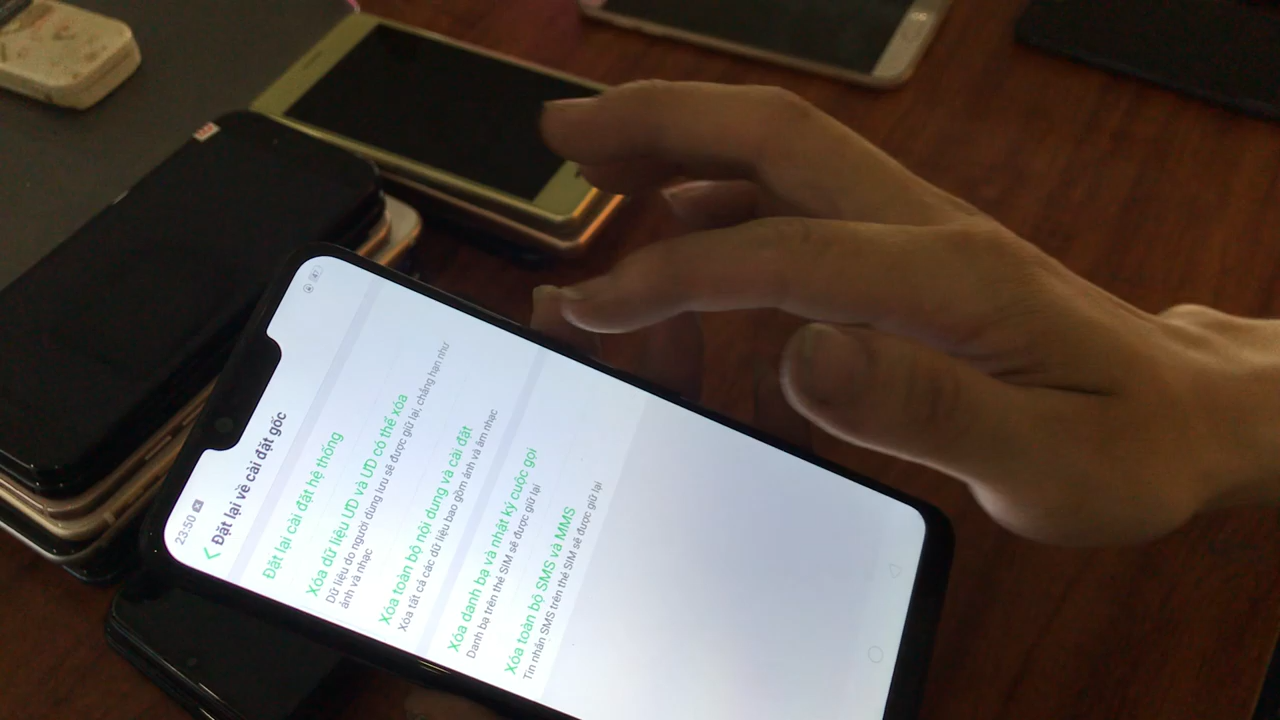 23:50
Đặt lại về cài đặt gốc
Đặt lại cài đặt hệ thống
Xóa dữ liệu UD và UD có thể xóa
Dữ liệu do người dùng lưu sẽ được giữ lại, chẳng hạn như
ảnh và nhạc
Xóa toàn bộ nội dung và cài đặt
Xóa tất cả các dữ liệu bao gồm ảnh và âm nhạc
Xóa danh bạ và nhật ký cuộc gọi
Danh bạ trên thẻ SIM sẽ được giữ lại
Xóa toàn bộ SMS và MMS
Tin nhắn SMS trên thẻ SIM sẽ được giữ lại